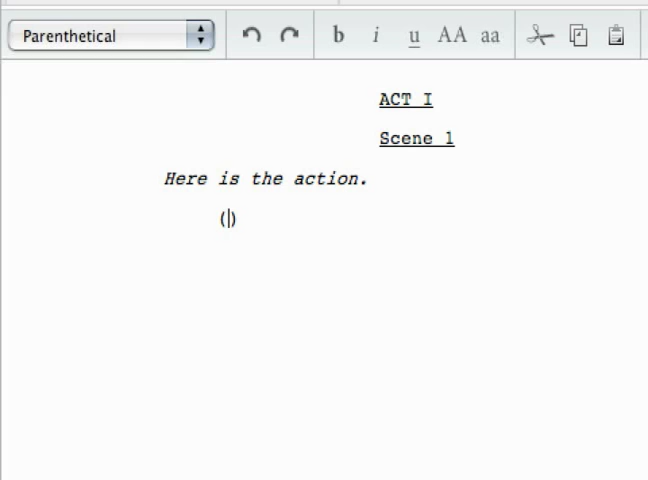 Parenthetical b i u AA aa
ACT I
Scene 1
Here is the action.
()